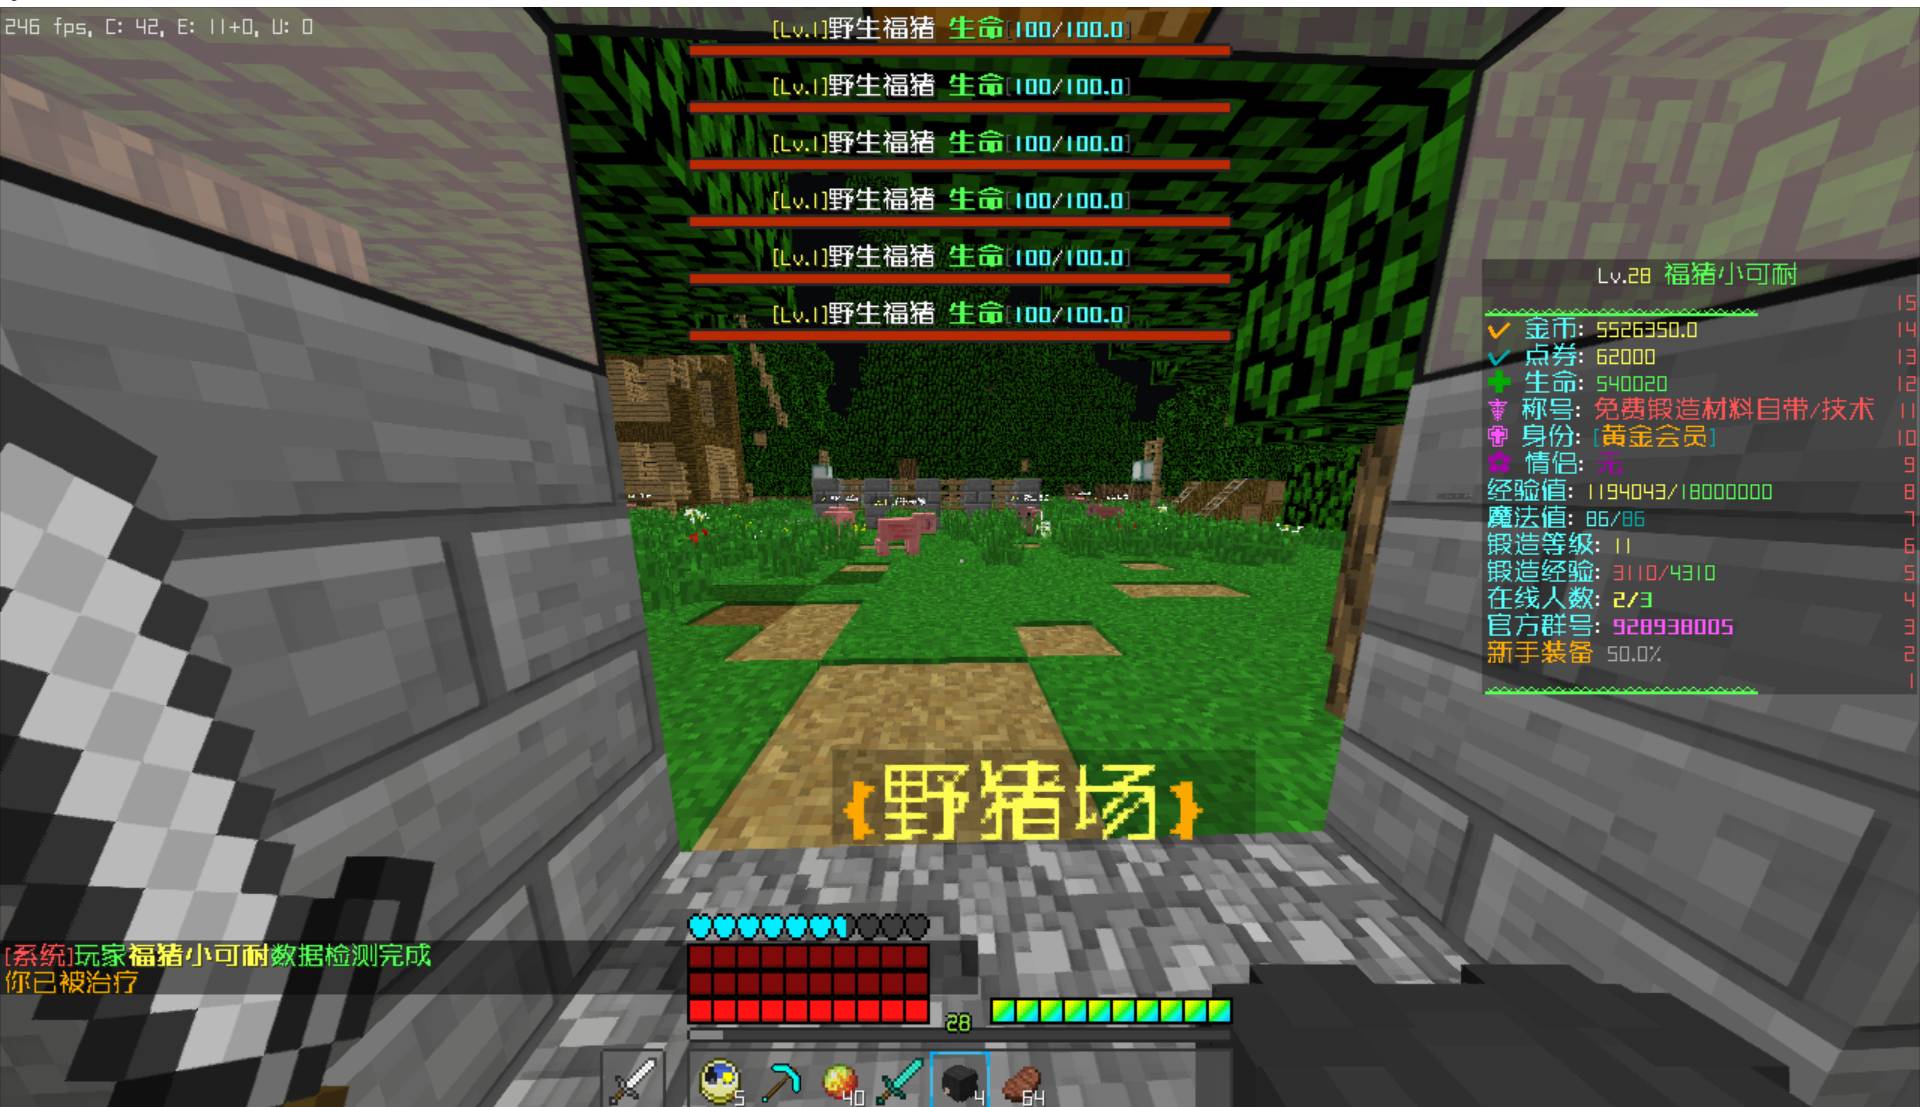 246 fps, C: 42, E: 11+0, U: 0
[Lv.1]野生福猪 生命[100/100.0]
[Lv.1]野生福猪 生命[100/100.0]
[Lv.1]野生福猪 生命[100/100.0]
[Lv.1]野生福猪 生命[100/100.0]
[Lv.1]野生福猪 生命[100/100.0]
[Lv.1]野生福猪 生命[100/100.0]
Lv.28 福猪小可耐
15
金币: 5526350.0 14
点券: 62000 13
生命: 540020 12
称号: 免费锻造材料自带/技术 11
身份: [黄金会员] 10
情侣: 无 9
经验值: 1194043/18000000 8
魔法值: 86/86 7
锻造等级: 11 6
锻造经验: 3110/4310 5
在线人数: 2/3 4
官方群号: 928938005 3
新手装备 50.0% 2
1
{野猪场}
[系统]玩家福猪小可耐数据检测完成
你已被治疗
28
5
40
4
64